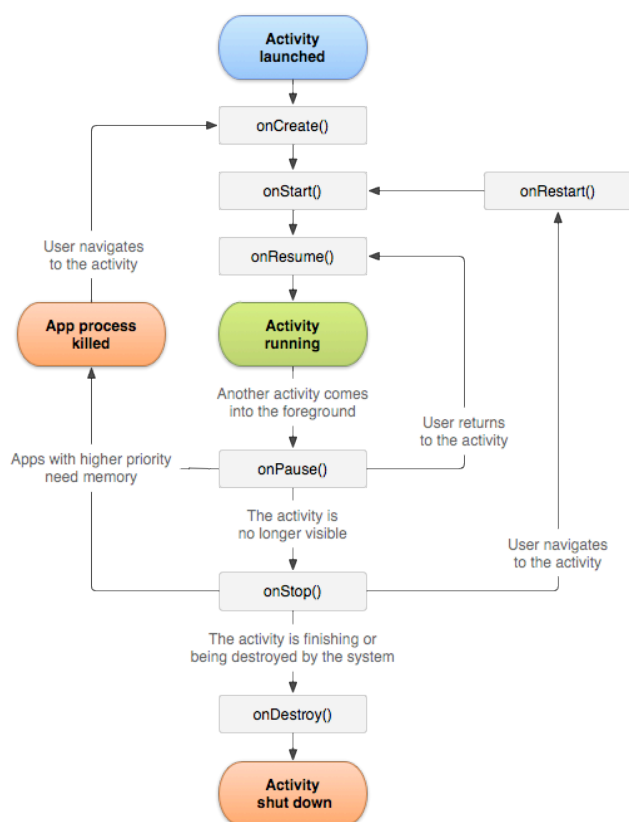 Activity
launched
onCreate()
onStart()
onRestart()
User navigates
to the activity
onResume()
App process
killed
Activity
running
Another activity comes
into the foreground
User returns
to the activity
Apps with higher priority
need memory
onPause()
The activity is
no longer visible
User navigates
to the activity
onStop()
The activity is finishing or
being destroyed by the system
onDestroy()
Activity
shut down